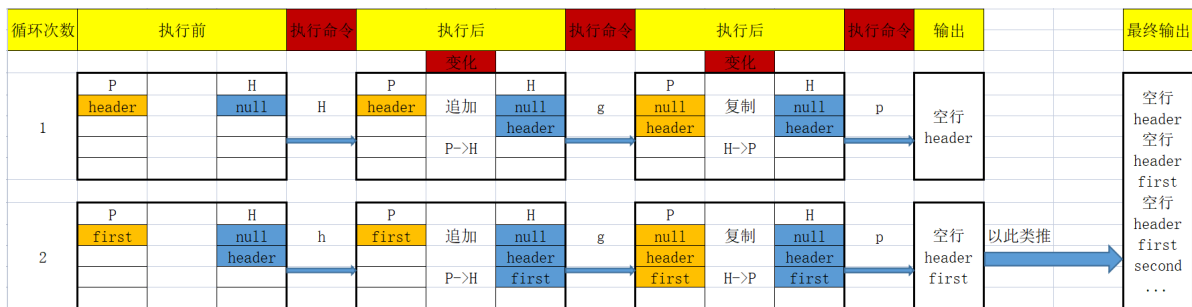 循环次数 执行前 执行命令 执行后 执行命令 执行后 执行命令 输出 最终输出
变化 变化
P H P H P H
header null H header 追加 null g null 复制 null p
header header header
1
P->H H->P
空行
header
P H P H P H
first null h first 追加 null g null 复制 null p
header header header header
2
P->H first first H->P first
空行
header
first
以此类推
空行
header
空行
header
first
空行
header
first
second
...